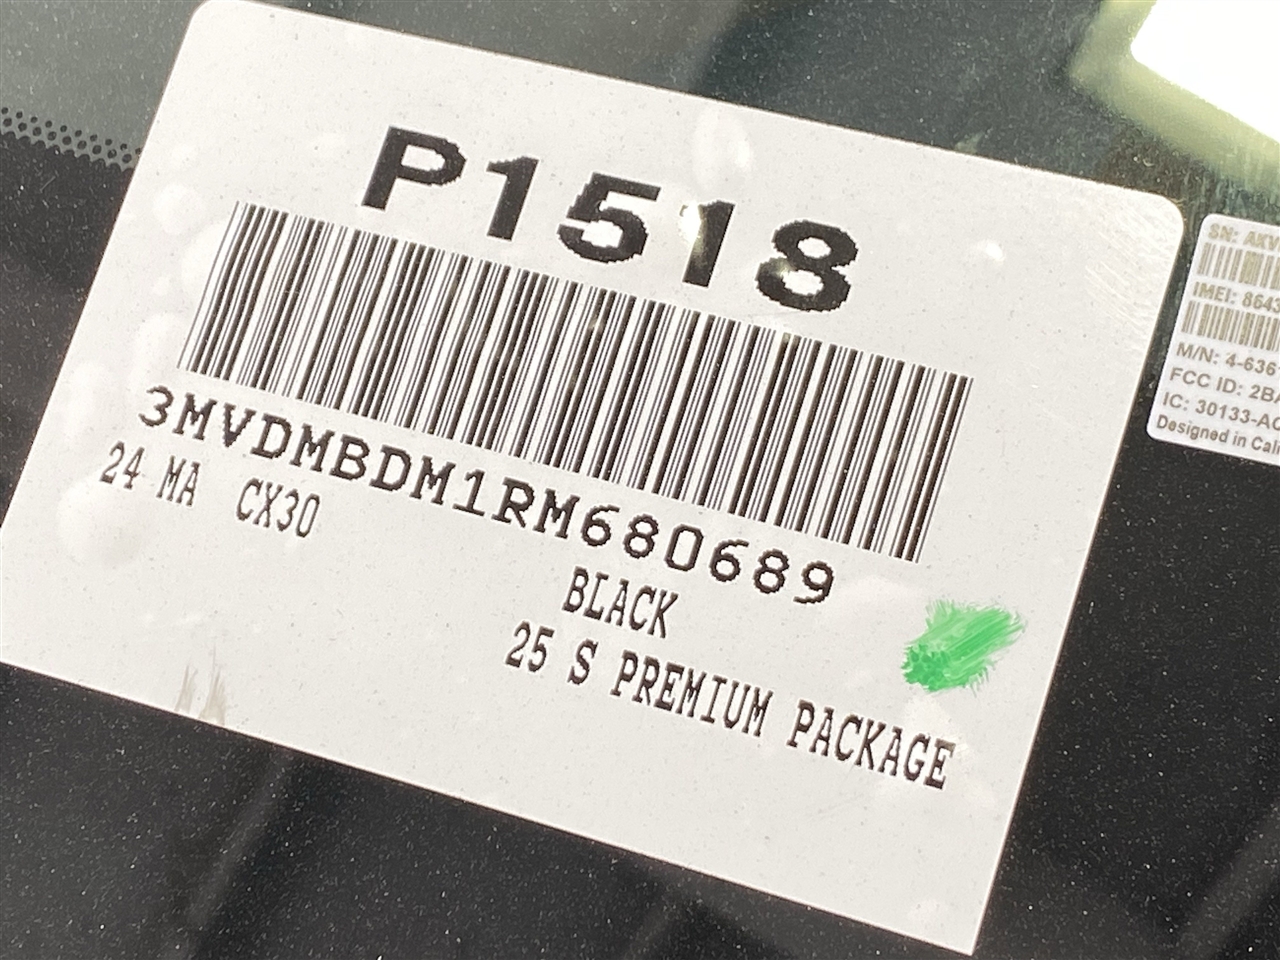 P1518
3MVDMBDM1RM680689
24 MA CX30
BLACK
25 S PREMIUM PACKAGE
SN:
IMEI:
M/N:
FCC ID:
IC:
Designed in